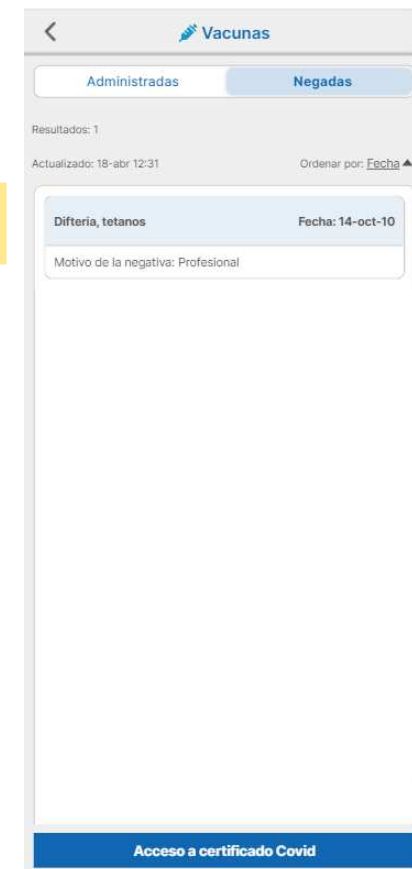 Vacunas
Administradas Negadas
Resultados: 1
Actualizado: 18-abr 12:31 Ordenar por: Fecha
Difteria, tetanos Fecha: 14-oct-10
Motivo de la negativa: Profesional
Acceso a certificado Covid